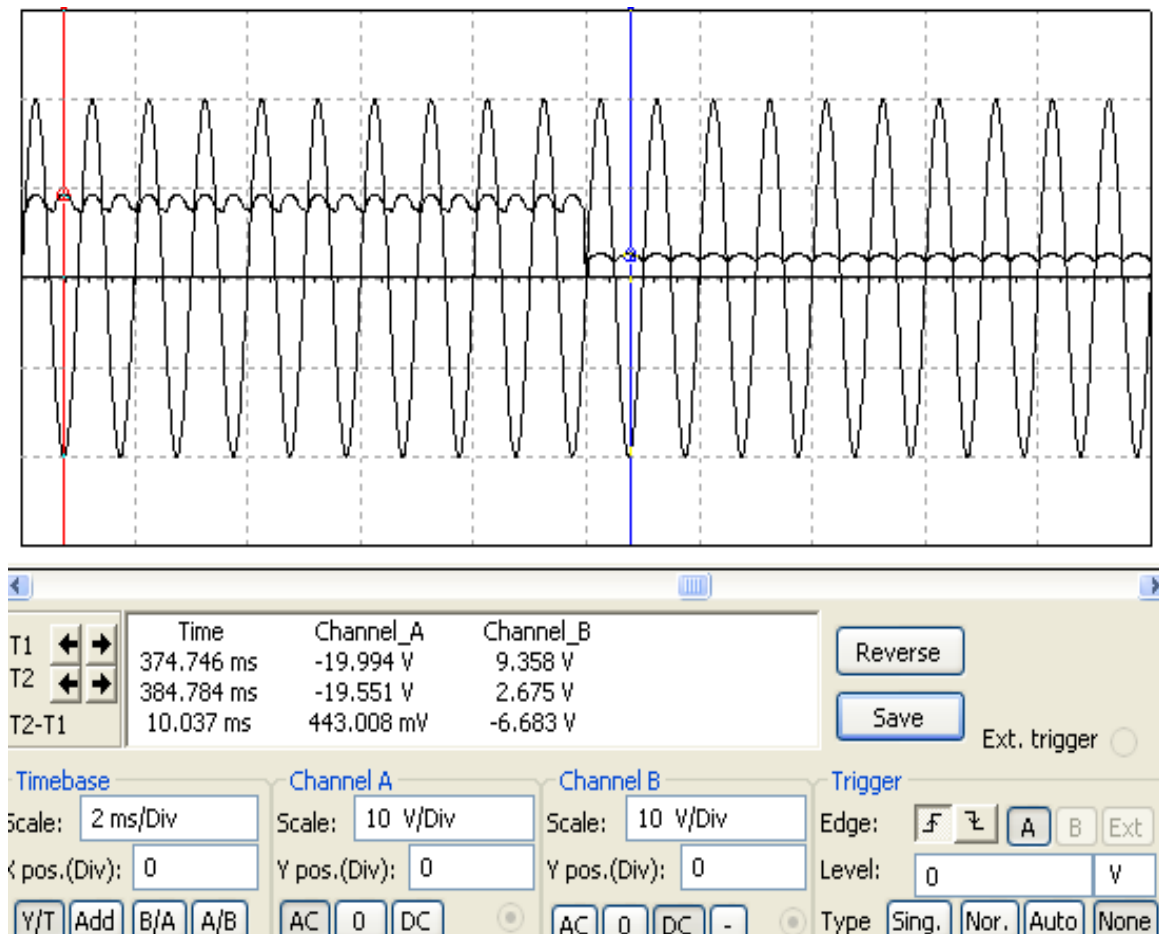 Time Channel_A Channel_B
T1 374.746 ms -19.994 V 9.358 V
T2 384.784 ms -19.551 V 2.675 V
T2-T1 10.037 ms 443.008 mV -6.683 V
Reverse
Save
Ext. trigger
Timebase
Scale: 2 ms/Div
X pos.(Div): 0
Y/T Add B/A A/B
Channel A
Scale: 10 V/Div
Y pos.(Div): 0
AC 0 DC
Channel B
Scale: 10 V/Div
Y pos.(Div): 0
AC 0 DC -
Trigger
Edge: A B Ext
Level: 0 V
Type Sing. Nor. Auto None